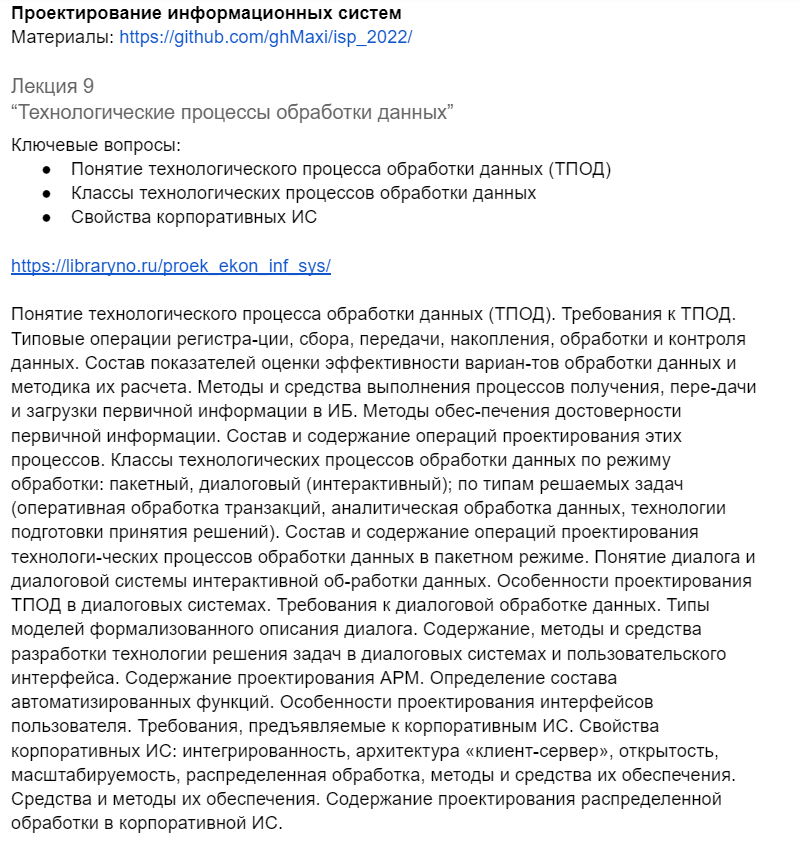 Проектирование информационных систем
Материалы: https://github.com/ghMaxi/isp_2022/
Лекция 9
“Технологические процессы обработки данных”
Ключевые вопросы:
● Понятие технологического процесса обработки данных (ТПОД)
● Классы технологических процессов обработки данных
● Свойства корпоративных ИС
https://libraryno.ru/proek_ekon_inf_sys/
Понятие технологического процесса обработки данных (ТПОД). Требования к ТПОД.
Типовые операции регистра-ции, сбора, передачи, накопления, обработки и контроля
данных. Состав показателей оценки эффективности вариан-тов обработки данных и
методика их расчета. Методы и средства выполнения процессов получения, пере-дачи
и загрузки первичной информации в ИБ. Методы обес-печения достоверности
первичной информации. Состав и содержание операций проектирования этих
процессов. Классы технологических процессов обработки данных по режиму
обработки: пакетный, диалоговый (интерактивный); по типам решаемых задач
(оперативная обработка транзакций, аналитическая обработка данных, технологии
подготовки принятия решений). Состав и содержание операций проектирования
технологи-ческих процессов обработки данных в пакетном режиме. Понятие диалога и
диалоговой системы интерактивной об-работки данных. Особенности проектирования
ТПОД в диалоговых системах. Требования к диалоговой обработке данных. Типы
моделей формализованного описания диалога. Содержание, методы и средства
разработки технологии решения задач в диалоговых системах и пользовательского
интерфейса. Содержание проектирования АРМ. Определение состава
автоматизированных функций. Особенности проектирования интерфейсов
пользователя. Требования, предъявляемые к корпоративным ИС. Свойства
корпоративных ИС: интегрированность, архитектура «клиент-сервер», открытость,
масштабируемость, распределенная обработка, методы и средства их обеспечения.
Средства и методы их обеспечения. Содержание проектирования распределенной
обработки в корпоративной ИС.